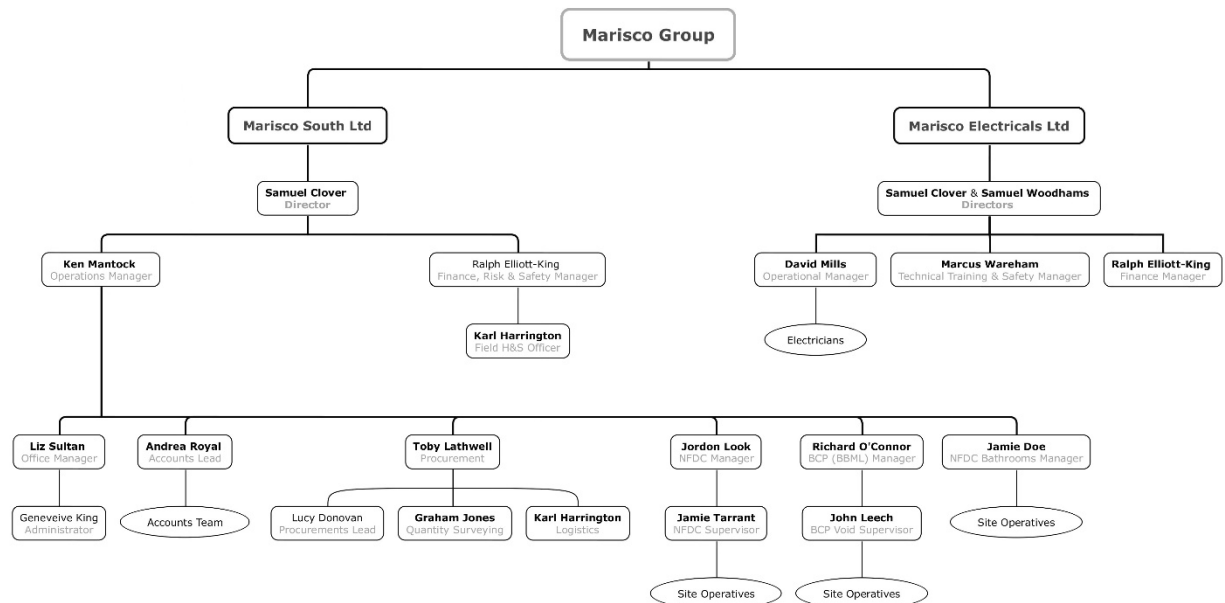 Marisco Group
Marisco South Ltd
Marisco Electricals Ltd
Samuel Clover
Director
Samuel Clover & Samuel Woodhams
Directors
Ken Mantock
Operations Manager
Ralph Elliott-King
Finance, Risk & Safety Manager
David Mills
Operational Manager
Marcus Wareham
Technical Training & Safety Manager
Ralph Elliott-King
Finance Manager
Karl Harrington
Field H&S Officer
Electricians
Liz Sultan
Office Manager
Andrea Royal
Accounts Lead
Toby Lathwell
Procurement
Jordon Look
NFDC Manager
Richard O'Connor
BCP (BBML) Manager
Jamie Doe
NFDC Bathrooms Manager
Geneveive King
Administrator
Accounts Team
Lucy Donovan
Procurements Lead
Graham Jones
Quantity Surveying
Karl Harrington
Logistics
Jamie Tarrant
NFDC Supervisor
John Leech
BCP Void Supervisor
Site Operatives
Site Operatives
Site Operatives